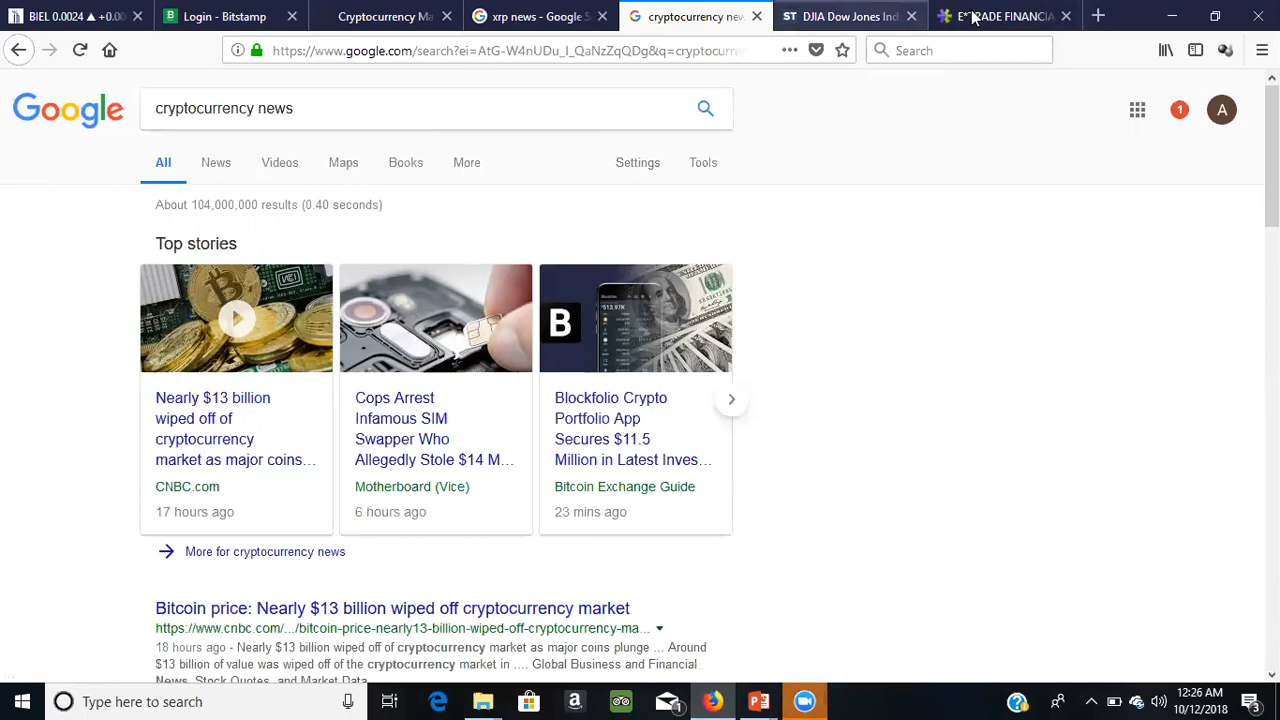 BIEL 0.0024 ▲ +0.00
Login - Bitstamp
Cryptocurrency Ma
xrp news - Google S
cryptocurrency new
ST DJIA Dow Jones Ind
E*TRADE FINANCIA
https://www.google.com/search?ei=AtG-W4nUDu_I_QaNzZqQDg&q=cryptocurre
Search
Google
cryptocurrency news
1
A
All News Videos Maps Books More Settings Tools
About 104,000,000 results (0.40 seconds)
Top stories
B
513.97K
Nearly $13 billion
wiped off of
cryptocurrency
market as major coins...
CNBC.com
17 hours ago
Cops Arrest
Infamous SIM
Swapper Who
Allegedly Stole $14 M...
Motherboard (Vice)
6 hours ago
Blockfolio Crypto
Portfolio App
Secures $11.5
Million in Latest Inves...
Bitcoin Exchange Guide
23 mins ago
More for cryptocurrency news
Bitcoin price: Nearly $13 billion wiped off cryptocurrency market
https://www.cnbc.com/.../bitcoin-price-nearly13-billion-wiped-off-cryptocurrency-ma...
18 hours ago - Nearly $13 billion wiped off of cryptocurrency market as major coins plunge ... Around
$13 billion of value was wiped off of the cryptocurrency market in .... Global Business and Financial
News, Stock Quotes, and Market Data
Type here to search
1
12:26 AM
10/12/2018
3